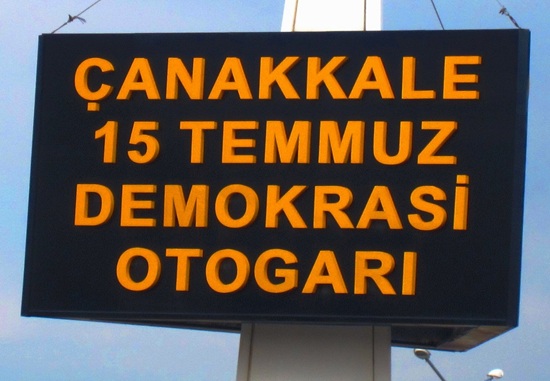 ÇANAKKALE
15 TEMMUZ
DEMOKRASİ
OTOGARI